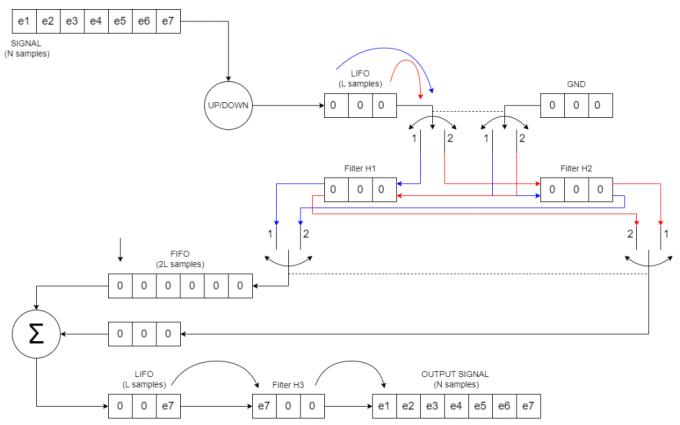 e1 e2 e3 e4 e5 e6 e7
SIGNAL
(N samples)
UP/DOWN
LIFO
(L samples)
0 0 0
GND
0 0 0
1 2
1 2
Filter H1
0 0 0
Filter H2
0 0 0
1 2
2 1
FIFO
(2L samples)
0 0 0 0 0 0
Σ
0 0 0
LIFO
(L samples)
0 0 e7
Filter H3
e7 0 0
OUTPUT SIGNAL
(N samples)
e1 e2 e3 e4 e5 e6 e7